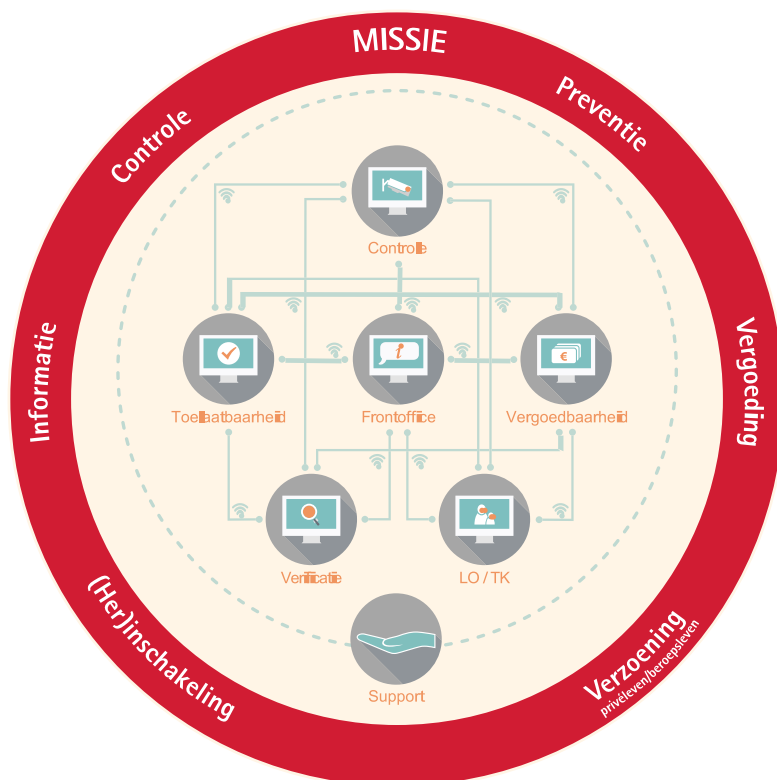 MISSIE
Preventie
Vergoeding
Verzoening
privéleven/beroepsleven
(Her)inschakeling
Informatie
Controle
Controle
Toelaatbaarheid
Frontoffice
Vergoedbaarheid
Verificatie
LO / TK
Support